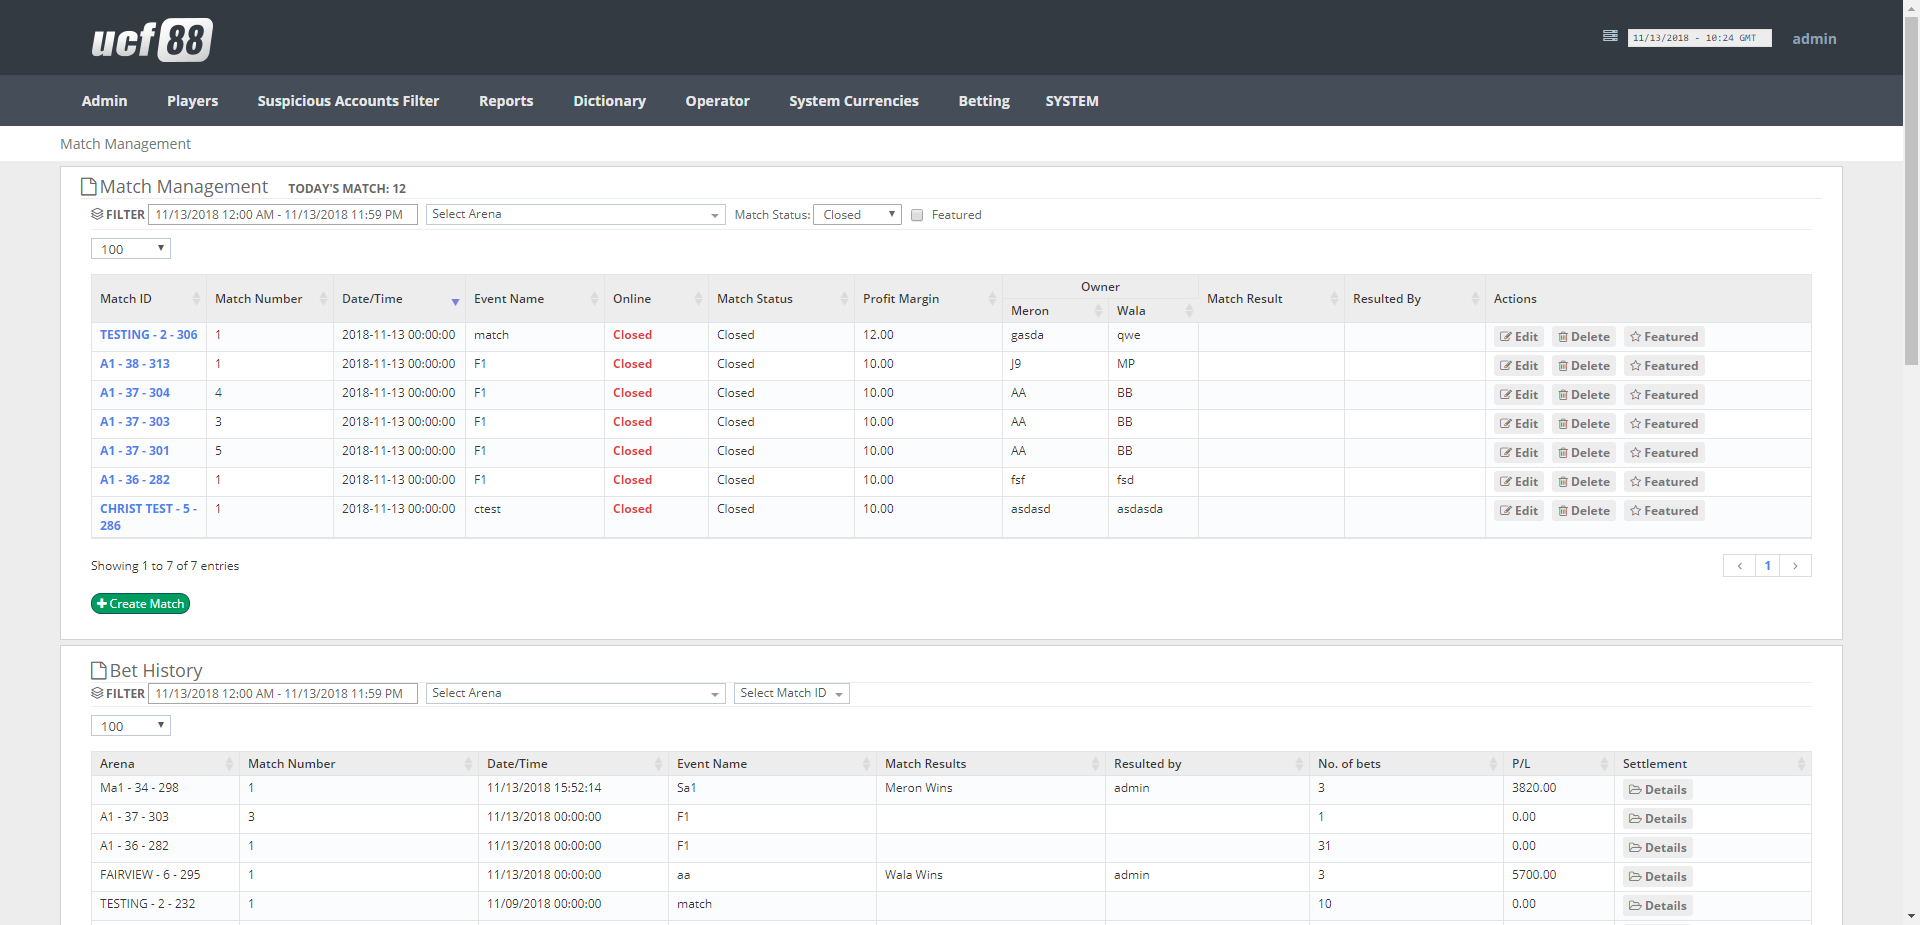 ucf 88
11/13/2018 - 10:24 GMT admin
Admin Players Suspicious Accounts Filter Reports Dictionary Operator System Currencies Betting SYSTEM
Match Management
Match Management TODAY'S MATCH: 12
FILTER 11/13/2018 12:00 AM - 11/13/2018 11:59 PM Select Arena Match Status: Closed Featured
100
Match ID Match Number Date/Time Event Name Online Match Status Profit Margin Owner Match Result Resulted By Actions
Meron Wala
TESTING - 2 - 306 1 2018-11-13 00:00:00 match Closed Closed 12.00 gasda qwe Edit Delete Featured
A1 - 38 - 313 1 2018-11-13 00:00:00 F1 Closed Closed 10.00 J9 MP Edit Delete Featured
A1 - 37 - 304 4 2018-11-13 00:00:00 F1 Closed Closed 10.00 AA BB Edit Delete Featured
A1 - 37 - 303 3 2018-11-13 00:00:00 F1 Closed Closed 10.00 AA BB Edit Delete Featured
A1 - 37 - 301 5 2018-11-13 00:00:00 F1 Closed Closed 10.00 AA BB Edit Delete Featured
A1 - 36 - 282 1 2018-11-13 00:00:00 F1 Closed Closed 10.00 fsf fsd Edit Delete Featured
CHRIST TEST - 5 - 1 2018-11-13 00:00:00 ctest Closed Closed 10.00 asdasd asdasda Edit Delete Featured
286
Showing 1 to 7 of 7 entries ‹ 1 ›
Create Match
Bet History
FILTER 11/13/2018 12:00 AM - 11/13/2018 11:59 PM Select Arena Select Match ID
100
Arena Match Number Date/Time Event Name Match Results Resulted by No. of bets P/L Settlement
Ma1 - 34 - 298 1 11/13/2018 15:52:14 Sa1 Meron Wins admin 3 3820.00 Details
A1 - 37 - 303 3 11/13/2018 00:00:00 F1 1 0.00 Details
A1 - 36 - 282 1 11/13/2018 00:00:00 F1 31 0.00 Details
FAIRVIEW - 6 - 295 1 11/13/2018 00:00:00 aa Wala Wins admin 3 5700.00 Details
TESTING - 2 - 232 1 11/09/2018 00:00:00 match 10 0.00 Details